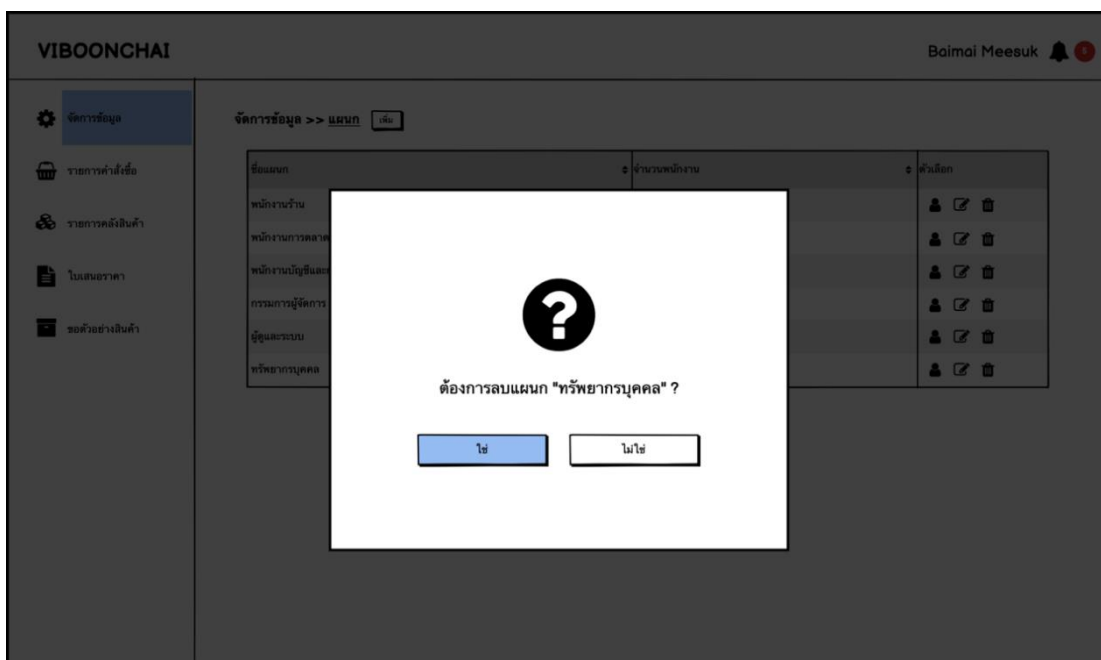 VIBOONCHAI
Baimai Meesuk
จัดการข้อมูล
รายการคำสั่งซื้อ
รายการคลังสินค้า
ใบเสนอราคา
ขอตัวอย่างสินค้า
จัดการข้อมูล >> แผนก เพิ่ม
ชื่อแผนก จำนวนพนักงาน ตัวเลือก
พนักงานร้าน
พนักงานการตลาด
พนักงานบัญชีและ
กรรมการผู้จัดการ
ผู้ดูแลระบบ
ทรัพยากรบุคคล
ต้องการลบแผนก "ทรัพยากรบุคคล" ?
ใช่ ไม่ใช่